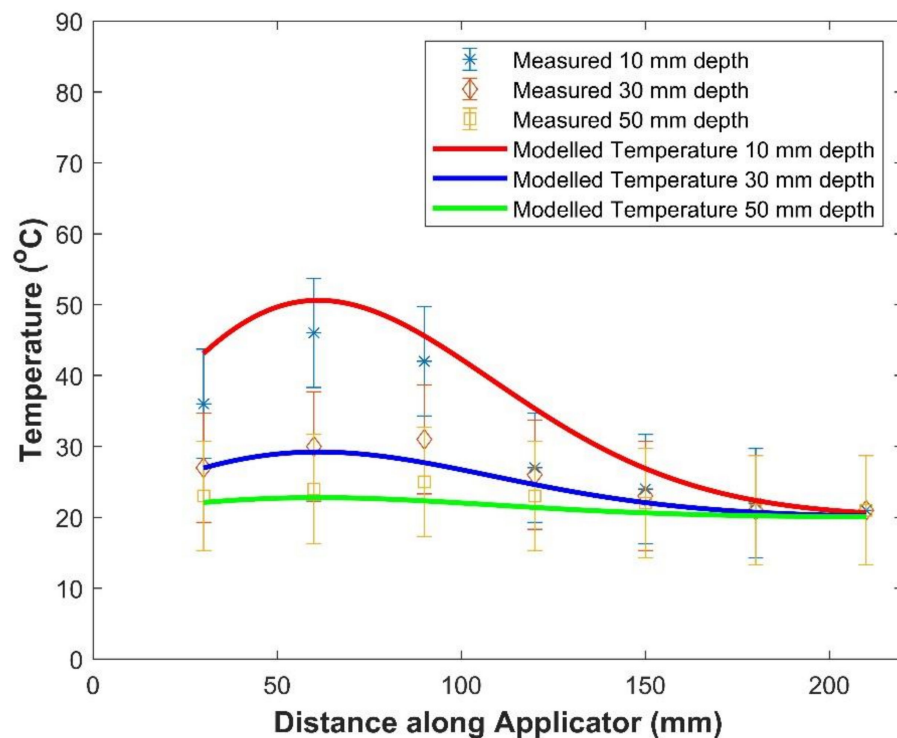 90
80
70
60
50
40
30
20
10
0
Temperature (°C)
Measured 10 mm depth
Measured 30 mm depth
Measured 50 mm depth
Modelled Temperature 10 mm depth
Modelled Temperature 30 mm depth
Modelled Temperature 50 mm depth
0 50 100 150 200
Distance along Applicator (mm)